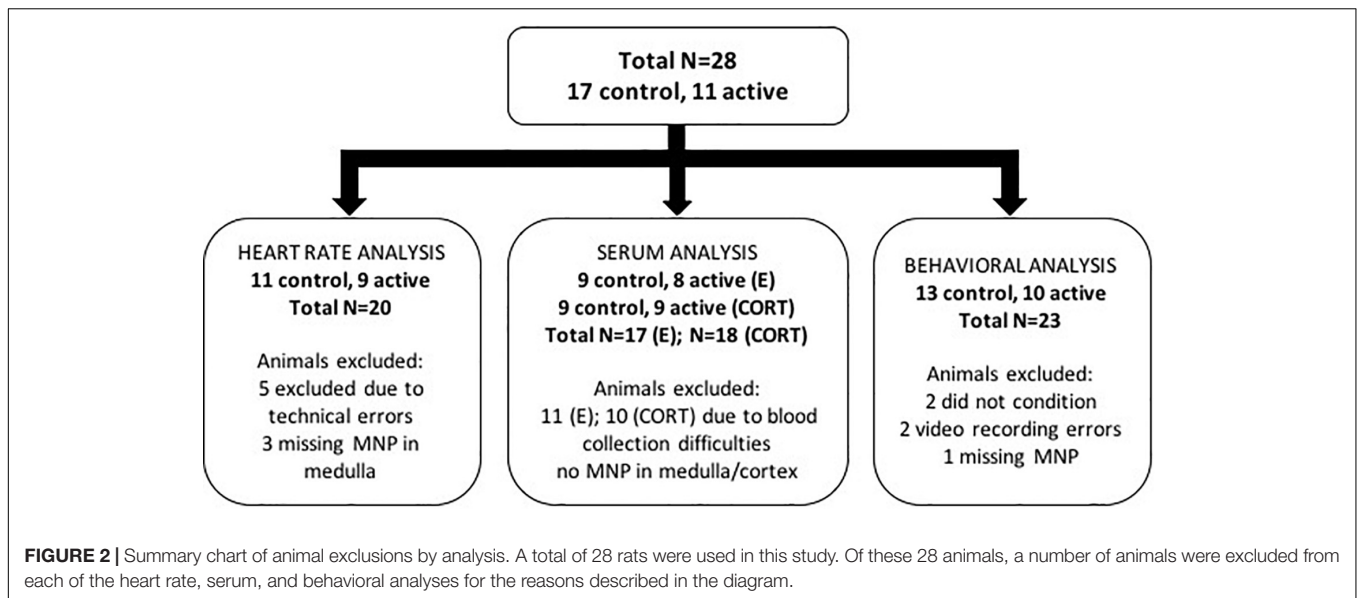 Total N=28
17 control, 11 active
HEART RATE ANALYSIS
11 control, 9 active
Total N=20
Animals excluded:
5 excluded due to
technical errors
3 missing MNP in
medulla
SERUM ANALYSIS
9 control, 8 active (E)
9 control, 9 active (CORT)
Total N=17 (E); N=18 (CORT)
Animals excluded:
11 (E); 10 (CORT) due to blood
collection difficulties
no MNP in medulla/cortex
BEHAVIORAL ANALYSIS
13 control, 10 active
Total N=23
Animals excluded:
2 did not condition
2 video recording errors
1 missing MNP
FIGURE 2 | Summary chart of animal exclusions by analysis. A total of 28 rats were used in this study. Of these 28 animals, a number of animals were excluded from
each of the heart rate, serum, and behavioral analyses for the reasons described in the diagram.